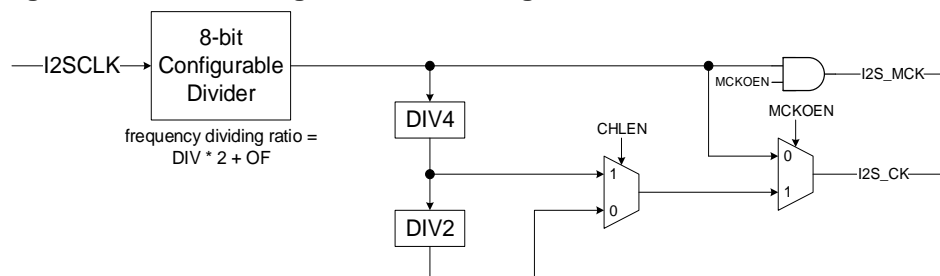 8-bit
Configurable
Divider
I2SCLK
frequency dividing ratio =
DIV * 2 + OF
DIV4
DIV2
CHLEN
1
0
MCKOEN
I2S_MCK
MCKOEN
0
1
I2S_CK